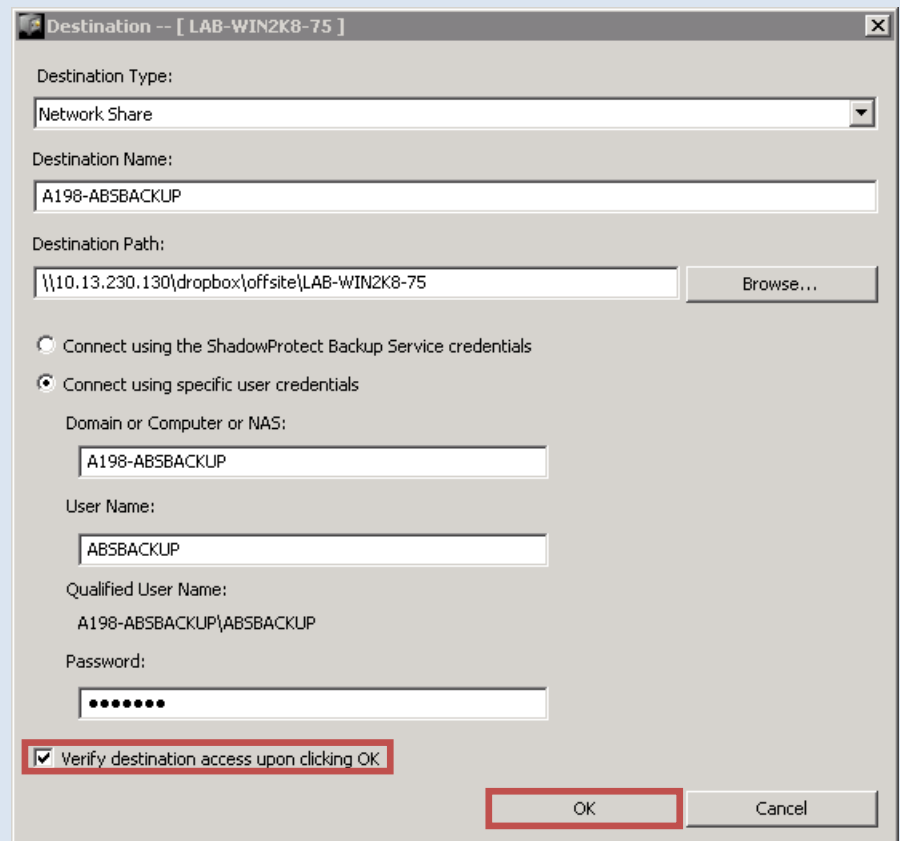 Destination -- [ LAB-WIN2K8-75 ]
Destination Type:
Network Share
Destination Name:
A198-ABSBACKUP
Destination Path:
\\10.13.230.130\dropbox\offsite\LAB-WIN2K8-75
Browse...
Connect using the ShadowProtect Backup Service credentials
Connect using specific user credentials
Domain or Computer or NAS:
A198-ABSBACKUP
User Name:
ABSBACKUP
Qualified User Name:
A198-ABSBACKUP\ABSBACKUP
Password:
●●●●●●●
Verify destination access upon clicking OK
OK
Cancel